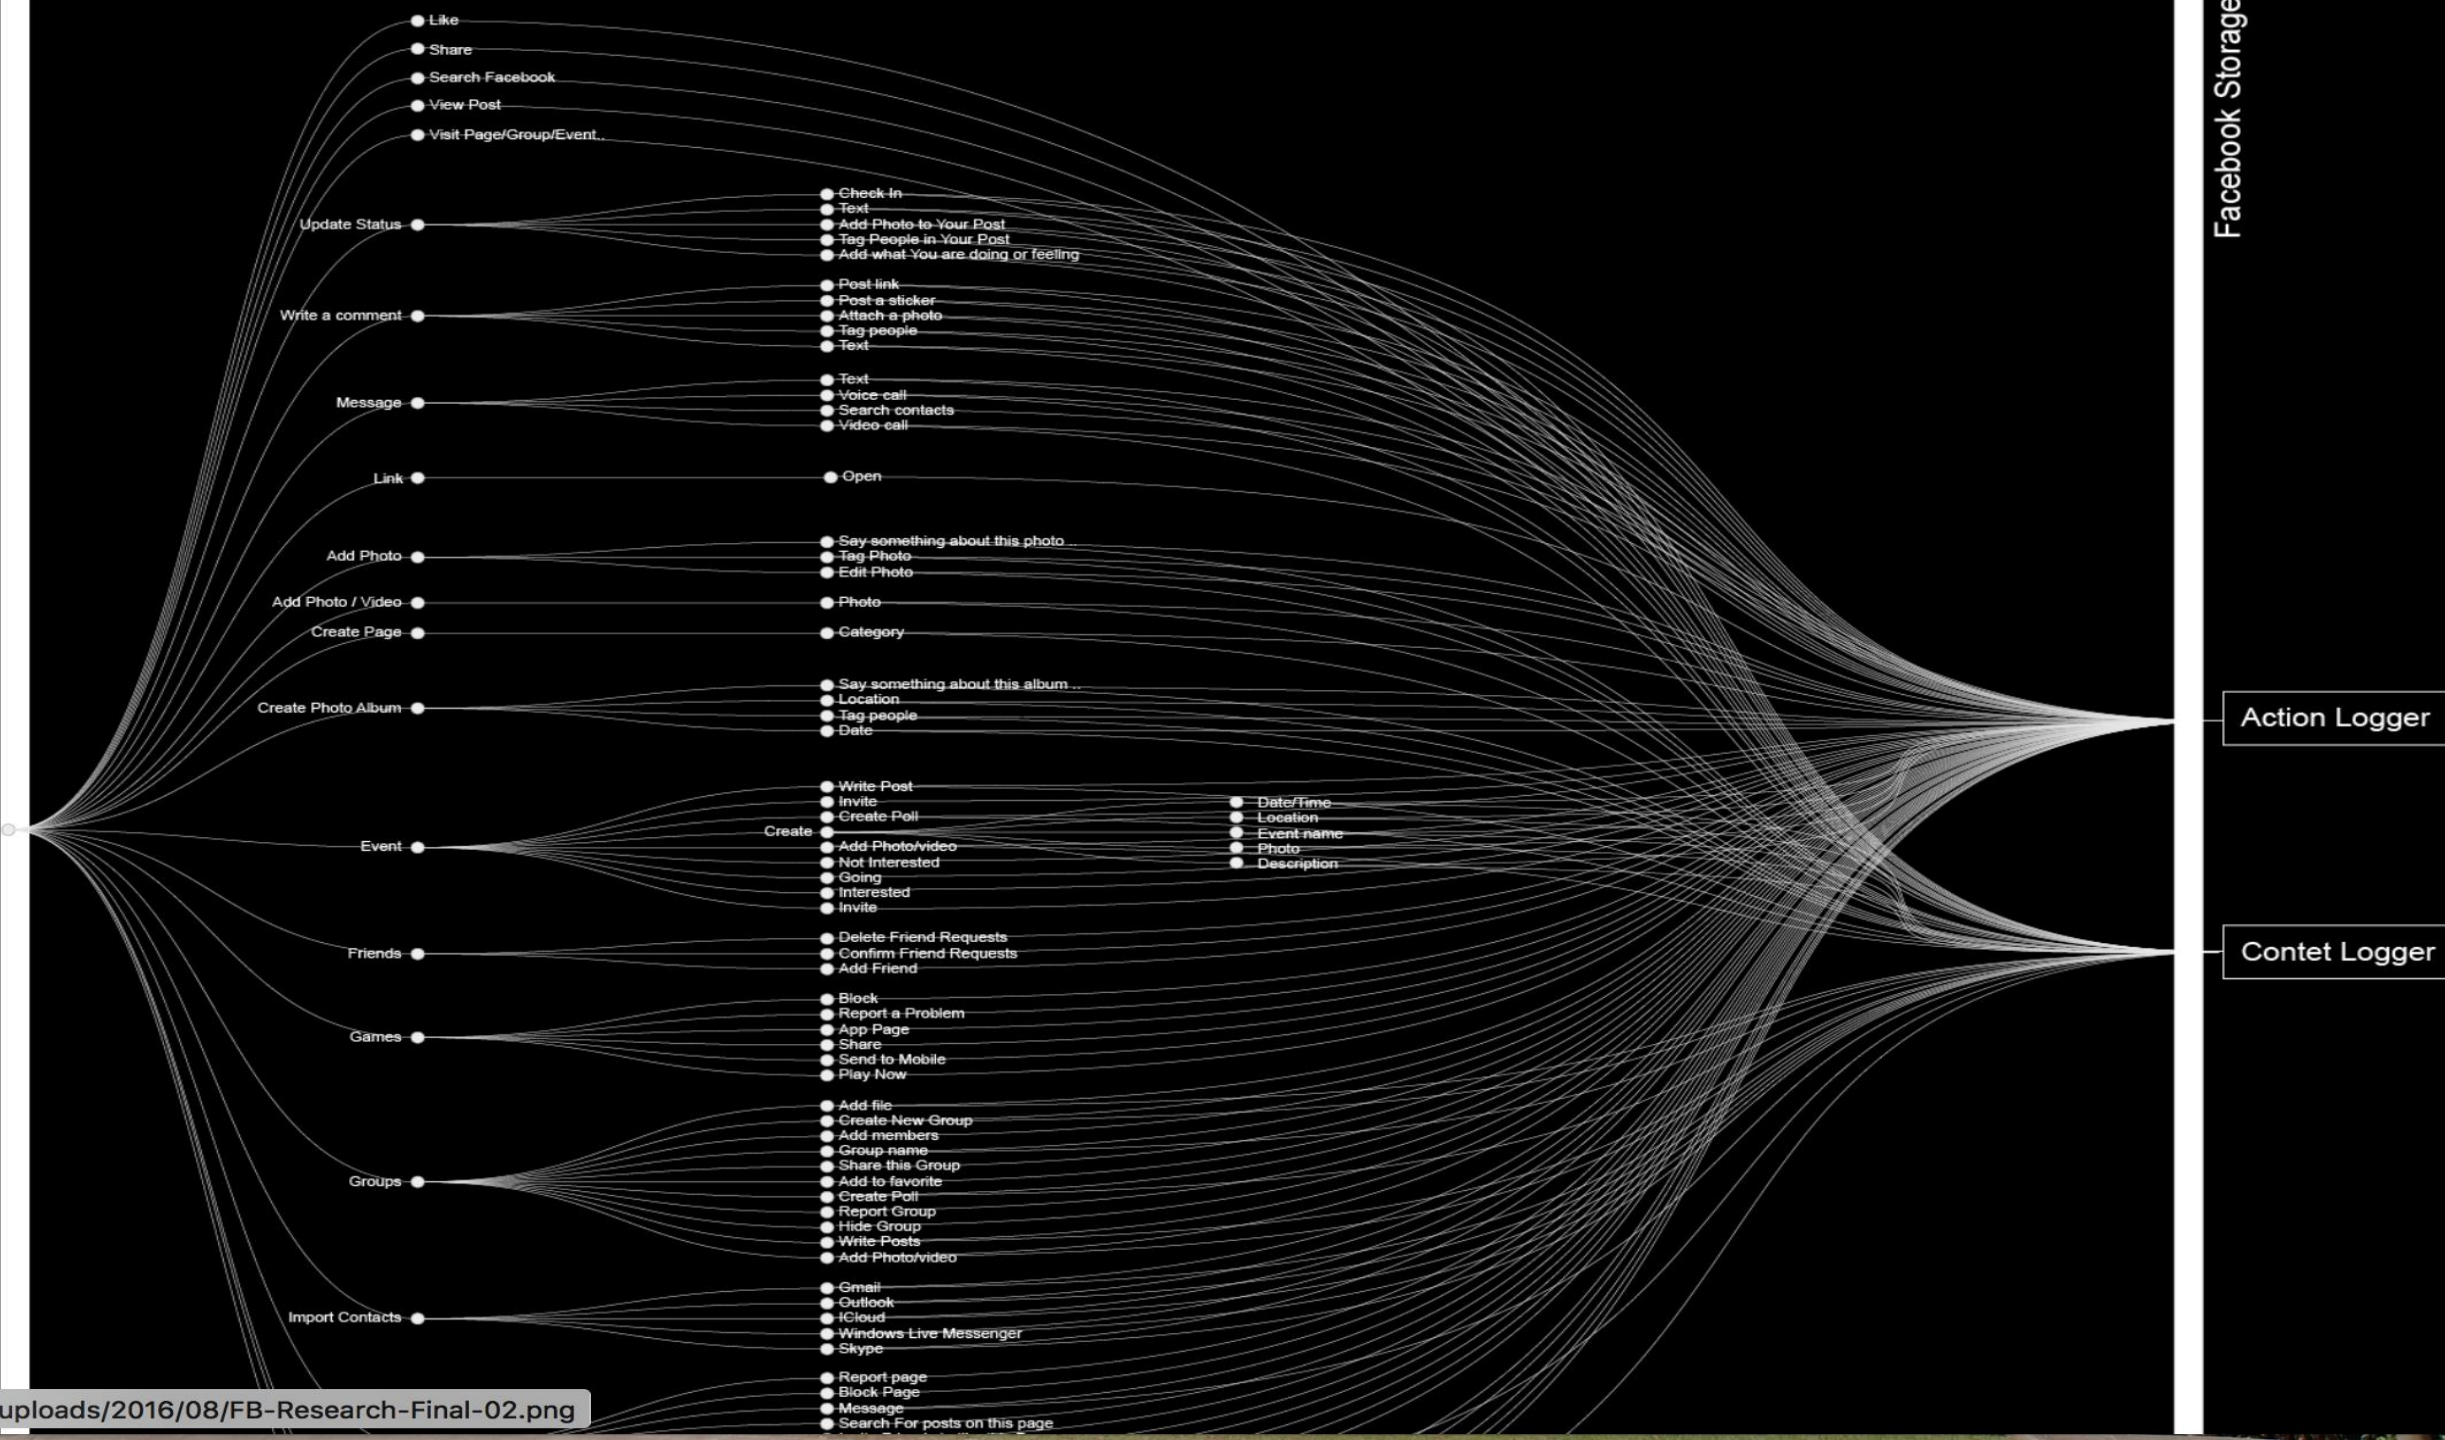 Like
Share
Search Facebook
View Post
Visit Page/Group/Event..
Update Status
Check In
Text
Add Photo to Your Post
Tag People in Your Post
Add what You are doing or feeling
Write a comment
Post link
Post a sticker
Attach a photo
Tag people
Text
Message
Text
Voice call
Search contacts
Video call
Link
Open
Add Photo
Say something about this photo ..
Tag Photo
Edit Photo
Add Photo / Video
Photo
Create Page
Category
Create Photo Album
Say something about this album ..
Location
Tag people
Date
Event
Write Post
Invite
Create Poll
Create
Add Photo/video
Not Interested
Going
Interested
Invite
Date/Time
Location
Event name
Photo
Description
Friends
Delete Friend Requests
Confirm Friend Requests
Add Friend
Games
Block
Report a Problem
App Page
Share
Send to Mobile
Play Now
Groups
Add file
Create New Group
Add members
Group name
Share this Group
Add to favorite
Create Poll
Report Group
Hide Group
Write Posts
Add Photo/video
Import Contacts
Gmail
Outlook
ICloud
Windows Live Messenger
Skype
Report page
Block Page
Message
Search For posts on this page
Facebook Storage
Action Logger
Contet Logger
uploads/2016/08/FB-Research-Final-02.png